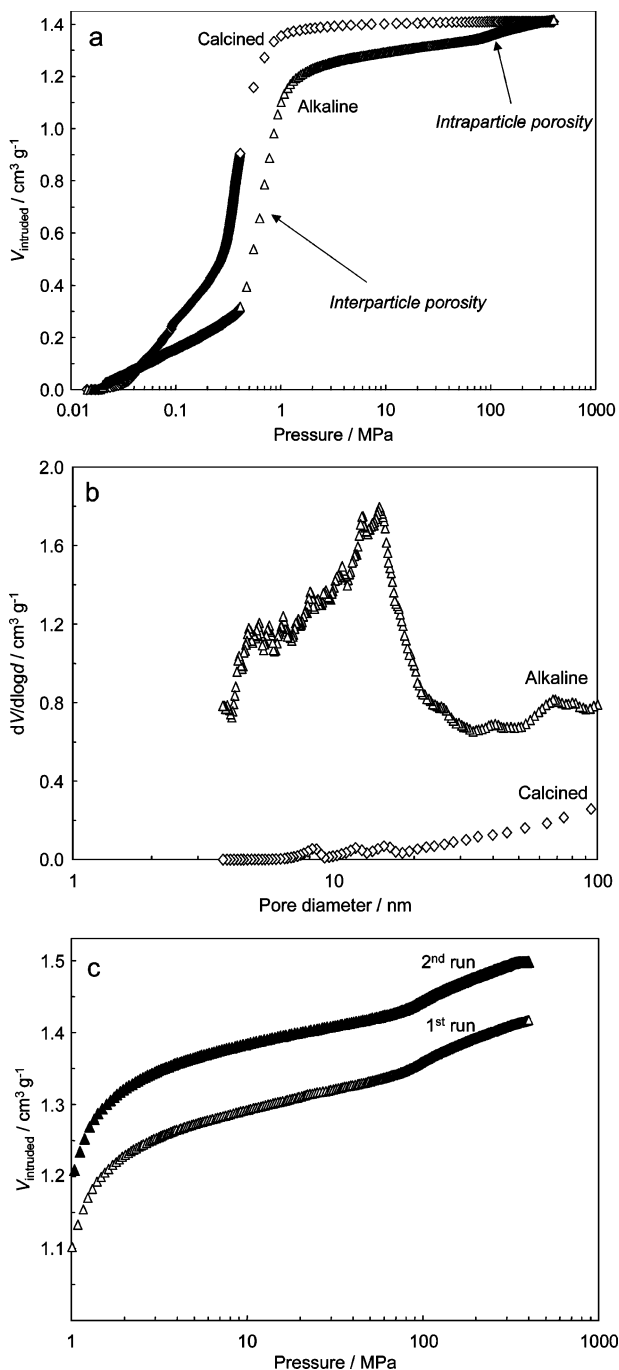 a
1.4
1.2
1.0
0.8
0.6
0.4
0.2
0.0
V intruded / cm³ g⁻¹
Calcined
Alkaline
Intraparticle porosity
Interparticle porosity
0.01 0.1 1 10 100 1000
Pressure / MPa
b
2.0
1.6
1.2
0.8
0.4
0.0
dV/dlogd / cm³ g⁻¹
Alkaline
Calcined
1 10 100
Pore diameter / nm
c
1.5
1.4
1.3
1.2
1.1
V intruded / cm³ g⁻¹
2nd run
1st run
1 10 100 1000
Pressure / MPa